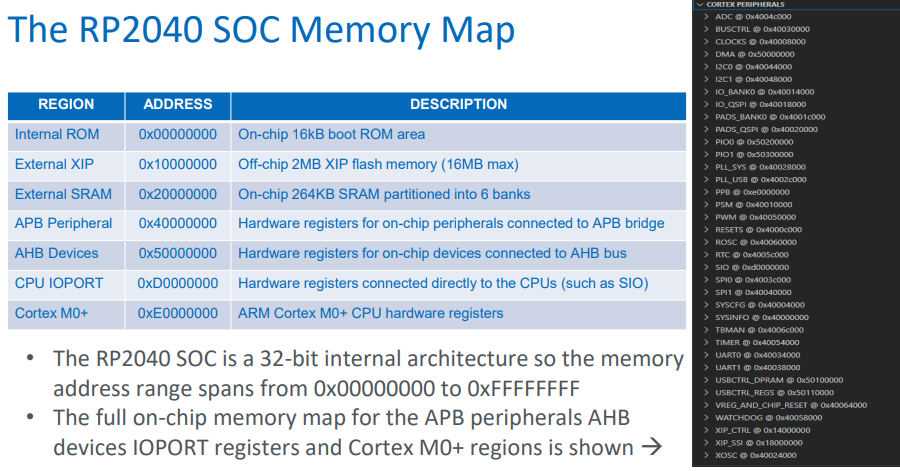 The RP2040 SOC Memory Map
REGION ADDRESS DESCRIPTION
Internal ROM 0x00000000 On-chip 16kB boot ROM area
External XIP 0x10000000 Off-chip 2MB XIP flash memory (16MB max)
External SRAM 0x20000000 On-chip 264KB SRAM partitioned into 6 banks
APB Peripheral 0x40000000 Hardware registers for on-chip peripherals connected to APB bridge
AHB Devices 0x50000000 Hardware registers for on-chip devices connected to AHB bus
CPU IOPORT 0xD0000000 Hardware registers connected directly to the CPUs (such as SIO)
Cortex M0+ 0xE0000000 ARM Cortex M0+ CPU hardware registers
• The RP2040 SOC is a 32-bit internal architecture so the memory
address range spans from 0x00000000 to 0xFFFFFFFF
• The full on-chip memory map for the APB peripherals AHB
devices IOPORT registers and Cortex M0+ regions is shown →
CORTEX PERIPHERALS
ADC @ 0x4004c000
BUSCTRL @ 0x40030000
CLOCKS @ 0x40008000
DMA @ 0x50000000
I2C0 @ 0x40044000
I2C1 @ 0x40048000
IO_BANK0 @ 0x40014000
IO_QSPI @ 0x40018000
PADS_BANK0 @ 0x4001c000
PADS_QSPI @ 0x40020000
PIO0 @ 0x50200000
PIO1 @ 0x50300000
PLL_SYS @ 0x40028000
PLL_USB @ 0x4002c000
PPB @ 0xe0000000
PSM @ 0x40010000
PWM @ 0x40050000
RESETS @ 0x4000c000
ROSC @ 0x40060000
RTC @ 0x4005c000
SIO @ 0xd0000000
SPI0 @ 0x4003c000
SPI1 @ 0x40040000
SYSCFG @ 0x40004000
SYSINFO @ 0x40000000
TBMAN @ 0x4006c000
TIMER @ 0x40054000
UART0 @ 0x40034000
UART1 @ 0x40038000
USBCTRL_DPRAM @ 0x50100000
USBCTRL_REGS @ 0x50110000
VREG_AND_CHIP_RESET @ 0x40064000
WATCHDOG @ 0x40058000
XIP_CTRL @ 0x14000000
XIP_SSI @ 0x18000000
XOSC @ 0x40024000